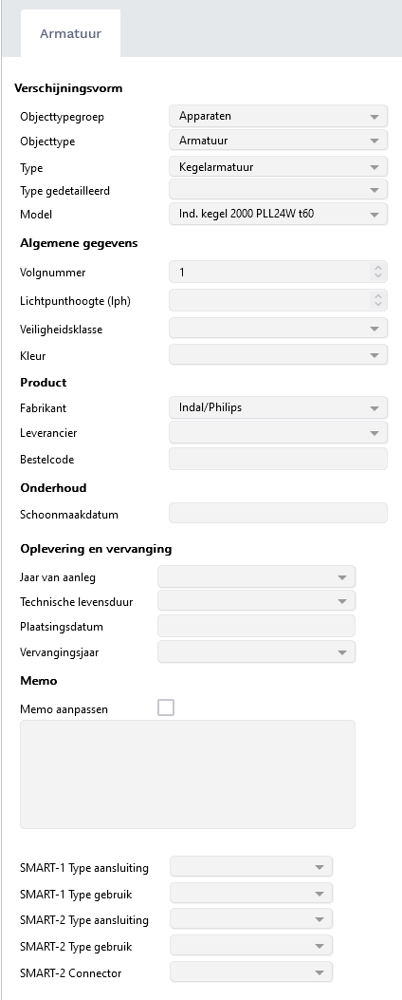 Armatuur
Verschijningsvorm
Objecttypegroep Apparaten
Objecttype Armatuur
Type Kegelarmatuur
Type gedetailleerd
Model Ind. kegel 2000 PLL24W t60
Algemene gegevens
Volgnummer 1
Lichtpunthoogte (lph)
Veiligheidsklasse
Kleur
Product
Fabrikant Indal/Philips
Leverancier
Bestelcode
Onderhoud
Schoonmaakdatum
Oplevering en vervanging
Jaar van aanleg
Technische levensduur
Plaatsingsdatum
Vervangingsjaar
Memo
Memo aanpassen
SMART-1 Type aansluiting
SMART-1 Type gebruik
SMART-2 Type aansluiting
SMART-2 Type gebruik
SMART-2 Connector